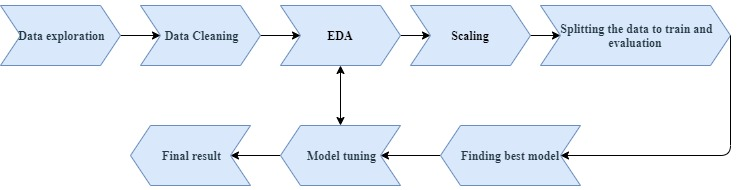 Data exploration
Data Cleaning
EDA
Scaling
Splitting the data to train and
evaluation
Finding best model
Model tuning
Final result